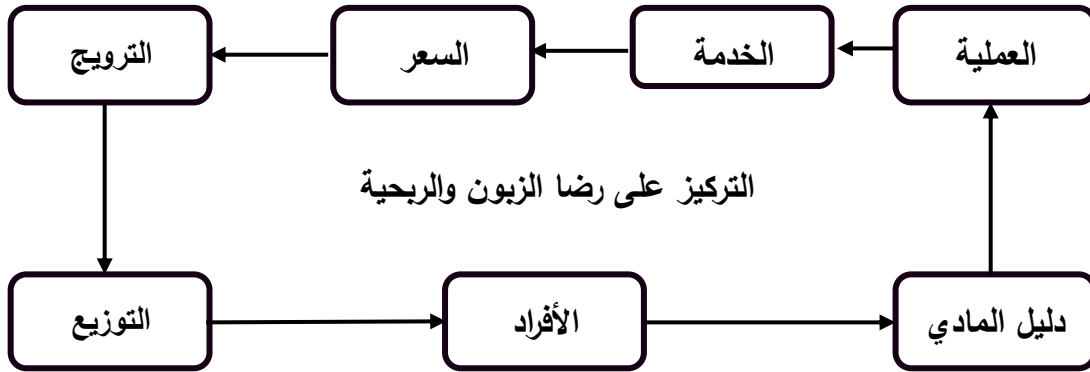 العملية
الخدمة
السعر
الترويج
التركيز على رضا الزبون والربحية
دليل المادي
الأفراد
التوزيع